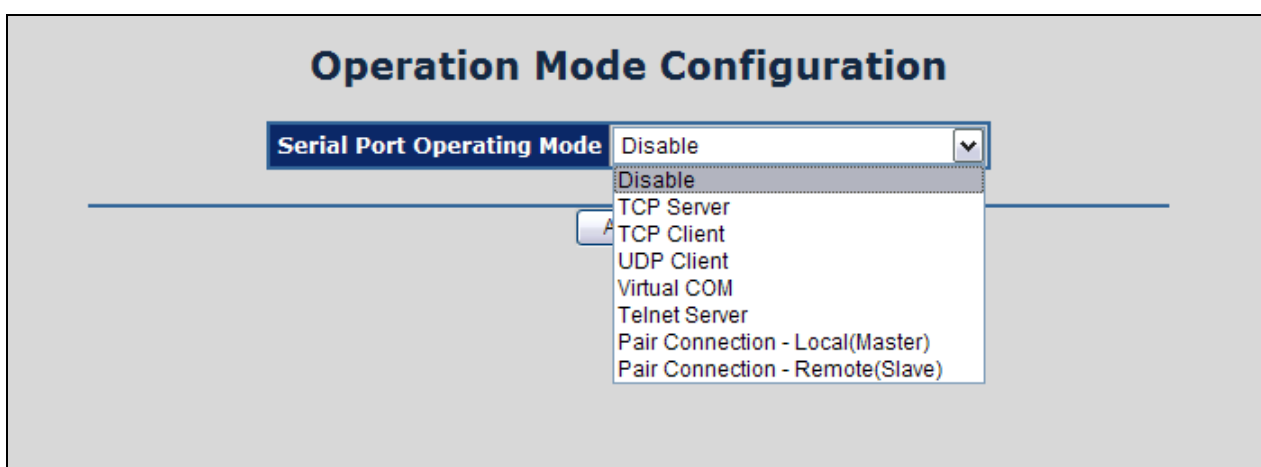 Operation Mode Configuration
Serial Port Operating Mode Disable
Disable
TCP Server
TCP Client
UDP Client
Virtual COM
Telnet Server
Pair Connection - Local(Master)
Pair Connection - Remote(Slave)